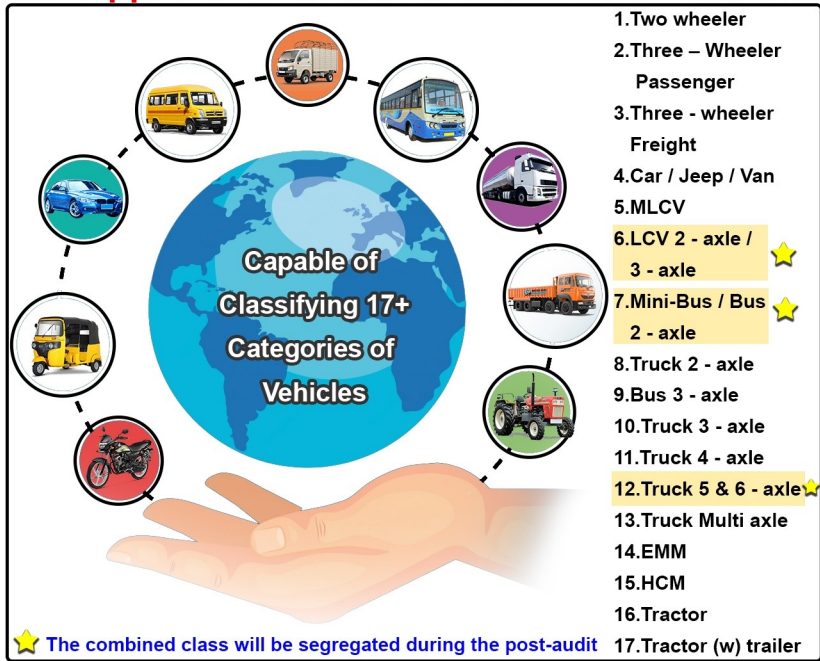 Capable of
Classifying 17+
Categories of
Vehicles
1.Two wheeler
2.Three – Wheeler
Passenger
3.Three - wheeler
Freight
4.Car / Jeep / Van
5.MLCV
6.LCV 2 - axle /
3 - axle
7.Mini-Bus / Bus
2 - axle
8.Truck 2 - axle
9.Bus 3 - axle
10.Truck 3 - axle
11.Truck 4 - axle
12.Truck 5 & 6 - axle
13.Truck Multi axle
14.EMM
15.HCM
16.Tractor
17.Tractor (w) trailer
The combined class will be segregated during the post-audit